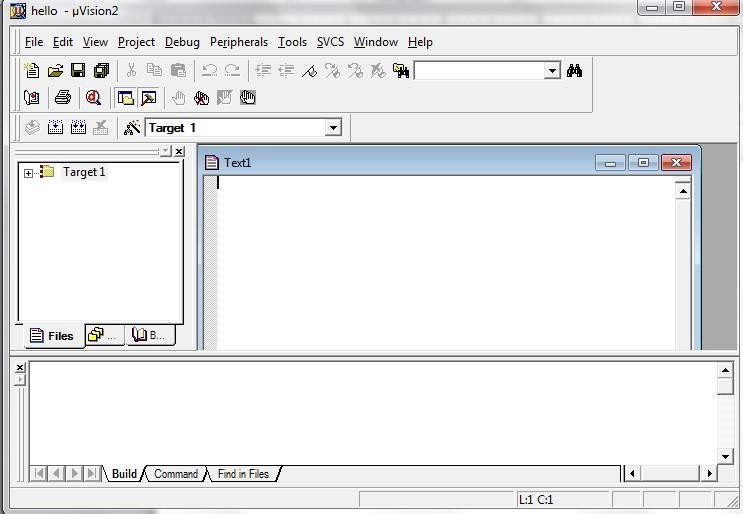 hello - µVision2
File Edit View Project Debug Peripherals Tools SVCS Window Help
Target 1
Target 1
Text1
Files ... B...
Build Command Find in Files
L:1 C:1